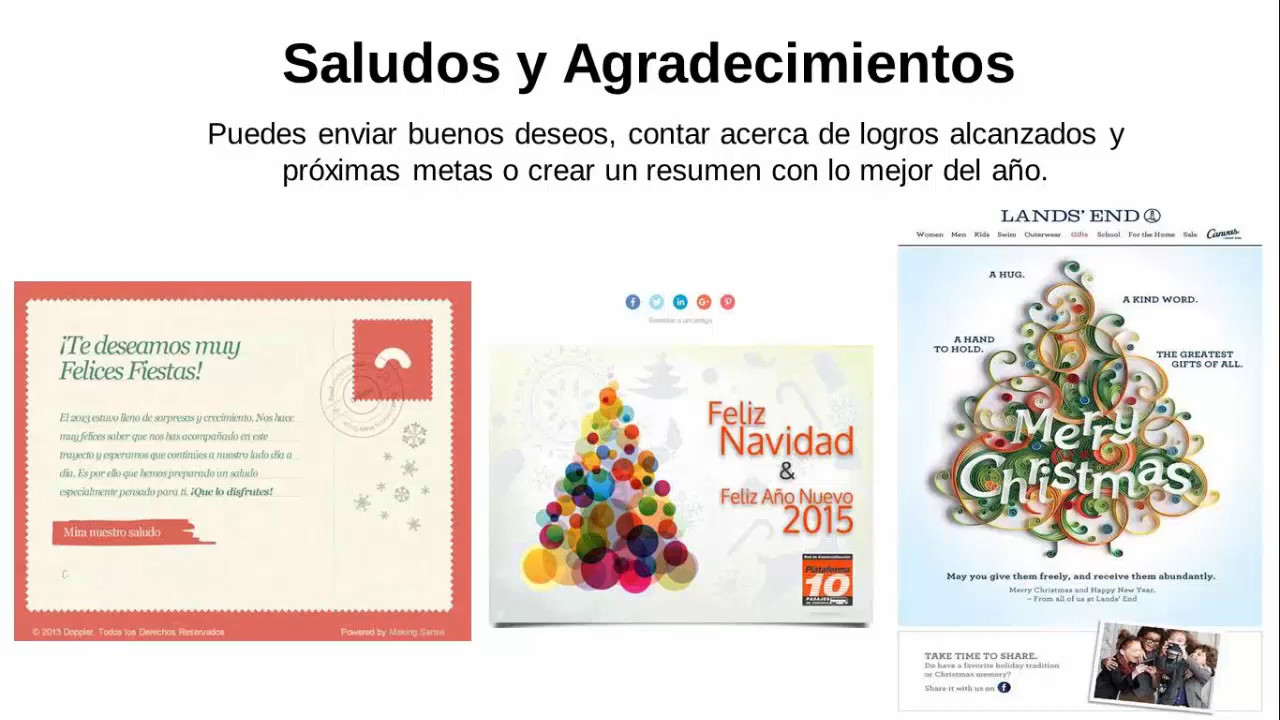 Saludos y Agradecimientos
Puedes enviar buenos deseos, contar acerca de logros alcanzados y
próximas metas o crear un resumen con lo mejor del año.
¡Te deseamos muy
Felices Fiestas!
El 2013 estuvo lleno de sorpresas y crecimiento. Nos hace
muy felices saber que nos has acompañado en este
trayecto y esperamos que continúes a nuestro lado día a
día. Es por ello que hemos preparado un saludo
especialmente pensado para ti. ¡Que lo disfrutes!
Mira nuestro saludo
© 2013 Doppler. Todos los Derechos Reservados
Powered by Making Sense
Reenviar a un amigo
Feliz
Navidad
&
Feliz Año Nuevo
2015
Plataforma
10
PASAJES
LANDS' END
Women Men Kids Swim Outerwear Gifts School For the Home Sale Canvas
A HUG.
A KIND WORD.
A HAND
TO HOLD.
THE GREATEST
GIFTS OF ALL.
Merry
Christmas
May you give them freely, and receive them abundantly.
Merry Christmas and Happy New Year.
– From all of us at Lands' End
TAKE TIME TO SHARE.
Do have a favorite holiday tradition
or Christmas memory?
Share it with us on f